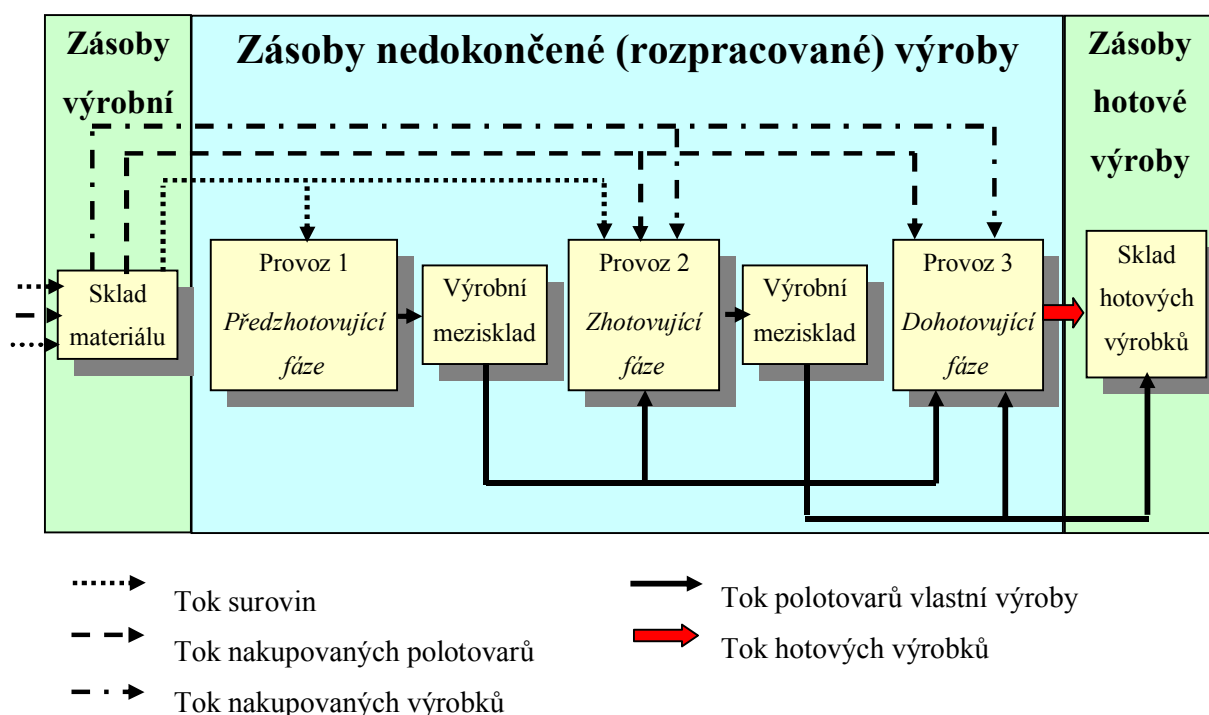 Zásoby
výrobní
Zásoby nedokončené (rozpracované) výroby
Zásoby
hotové
výroby
Sklad
materiálu
Provoz 1
Předzhotovující
fáze
Výrobní
mezisklad
Provoz 2
Zhotovující
fáze
Výrobní
mezisklad
Provoz 3
Dohotovující
fáze
Sklad
hotových
výrobků
Tok surovin
Tok nakupovaných polotovarů
Tok nakupovaných výrobků
Tok polotovarů vlastní výroby
Tok hotových výrobků